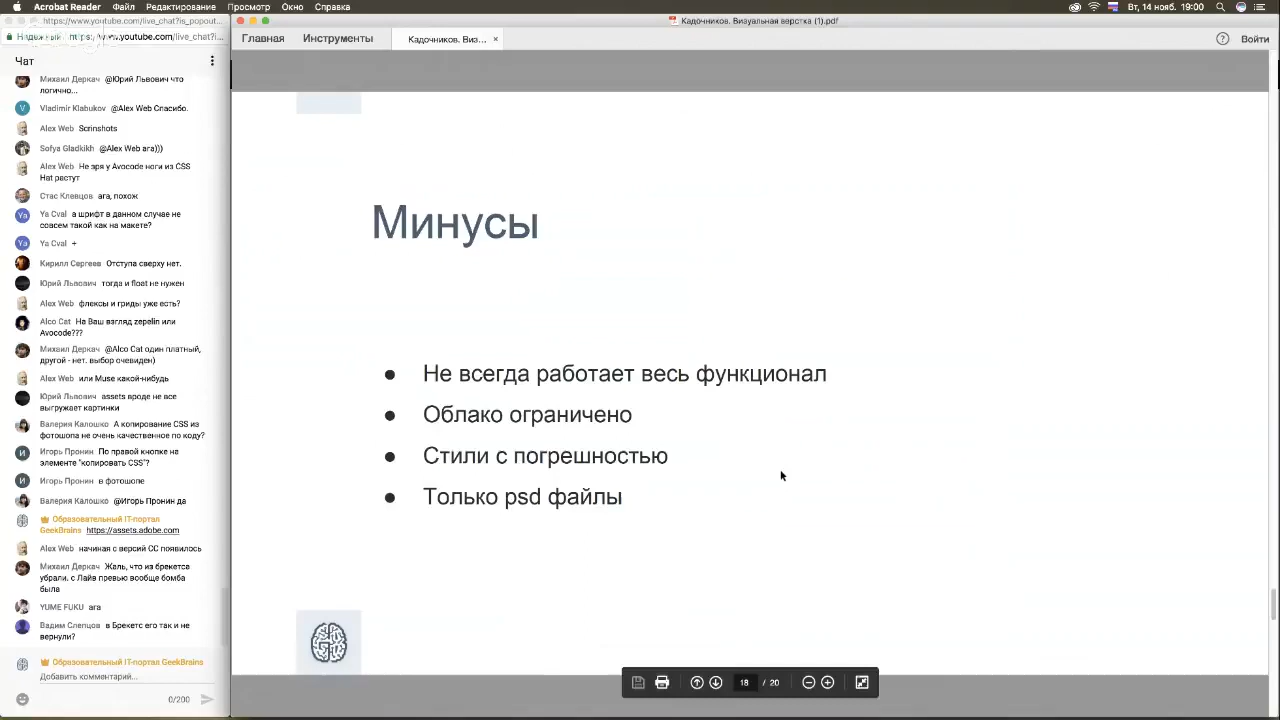 Acrobat Reader Файл Редактирование Просмотр Окно Справка Вт, 14 нояб. 19:00
https://www.youtube.com/live_chat?is_popout...
Кадочников. Визуальная верстка (1).pdf
Надежный https://www.youtube.com/live_chat?i...
Главная Инструменты Кадочников. Виз... × Войти
Чат
Михаил Деркач @Юрий Львович что
логично...
Vladimir Klabukov @Alex Web Спасибо.
Alex Web Scrinshots
Sofya Gladkikh @Alex Web ага)))
Alex Web Не зря у Avocode ноги из CSS
Hat растут
Стас Клевцов ага, похож
Ya Cval а шрифт в данном случае не
совсем такой как на макете?
Ya Cval +
Кирилл Сергеев Отступа сверху нет.
Юрий Львович тогда и float не нужен
Alex Web флексы и гриды уже есть?
Alco Cat На Ваш взгляд zepelin или
Avocode???
Михаил Деркач @Alco Cat один платный,
другой - нет. выбор очевиден)
Alex Web или Muse какой-нибудь
Юрий Львович assets вроде не все
выгружает картинки
Валерия Калошко А копирование CSS из
фотошопа не очень качественное по коду?
Игорь Пронин По правой кнопке на
элементе "копировать CSS"?
Игорь Пронин в фотошопе
Валерия Калошко @Игорь Пронин да
Образовательный IT-портал
GeekBrains https://assets.adobe.com
Alex Web начиная с версий CC появилось
Михаил Деркач Жаль, что из брекетса
убрали. с Лайв превью вообще бомба
была
YUME FUKU ага
Вадим Слепцов в Брекетс его так и не
вернули?
Образовательный IT-портал GeekBrains
Добавить комментарий...
0/200
Минусы
● Не всегда работает весь функционал
● Облако ограничено
● Стили с погрешностью
● Только psd файлы
18 / 20